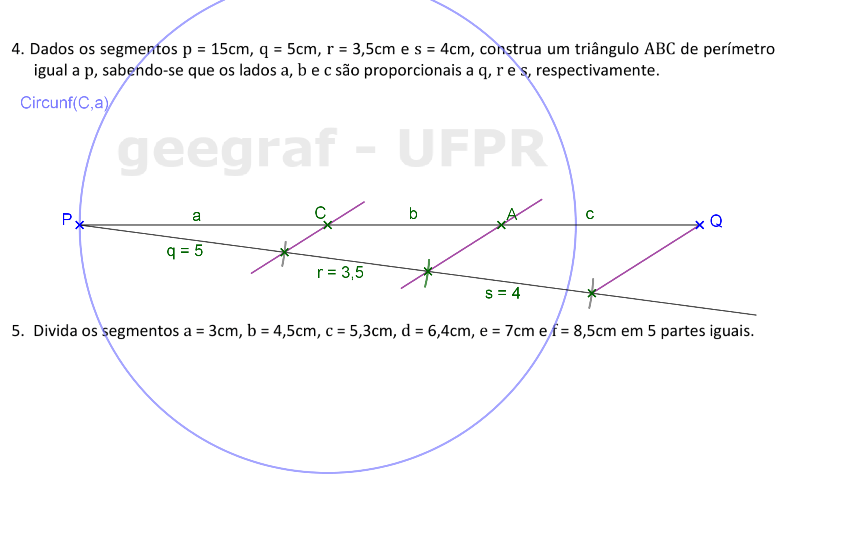 4. Dados os segmentos p = 15cm, q = 5cm, r = 3,5cm e s = 4cm, construa um triângulo ABC de perímetro
igual a p, sabendo-se que os lados a, b e c são proporcionais a q, r e s, respectivamente.
Circunf(C,a)
geegraf - UFPR
P a C b A c Q
q = 5
r = 3,5
s = 4
5. Divida os segmentos a = 3cm, b = 4,5cm, c = 5,3cm, d = 6,4cm, e = 7cm e f = 8,5cm em 5 partes iguais.